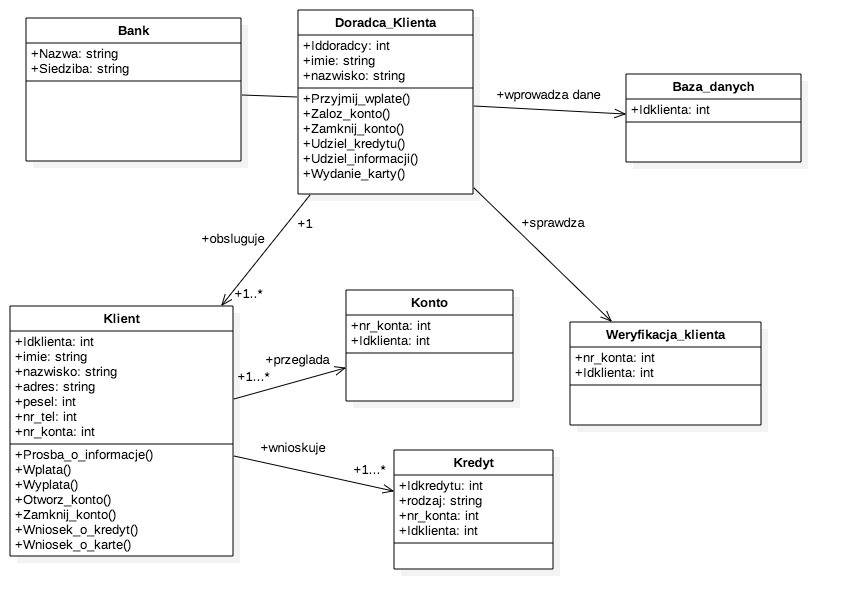 Bank
+Nazwa: string
+Siedziba: string
Doradca_Klienta
+Iddoradcy: int
+imie: string
+nazwisko: string
+Przyjmij_wplate()
+Zaloz_konto()
+Zamknij_konto()
+Udziel_kredytu()
+Udziel_informacji()
+Wydanie_karty()
+wprowadza dane
Baza_danych
+Idklienta: int
+obsluguje
+1
+1..*
+sprawdza
Klient
+Idklienta: int
+imie: string
+nazwisko: string
+adres: string
+pesel: int
+nr_tel: int
+nr_konta: int
+Prosba_o_informacje()
+Wplata()
+Wyplata()
+Otworz_konto()
+Zamknij_konto()
+Wniosek_o_kredyt()
+Wniosek_o_karte()
+przeglada
+1...*
Konto
+nr_konta: int
+Idklienta: int
Weryfikacja_klienta
+nr_konta: int
+Idklienta: int
+wnioskuje
+1...*
Kredyt
+Idkredytu: int
+rodzaj: string
+nr_konta: int
+Idklienta: int